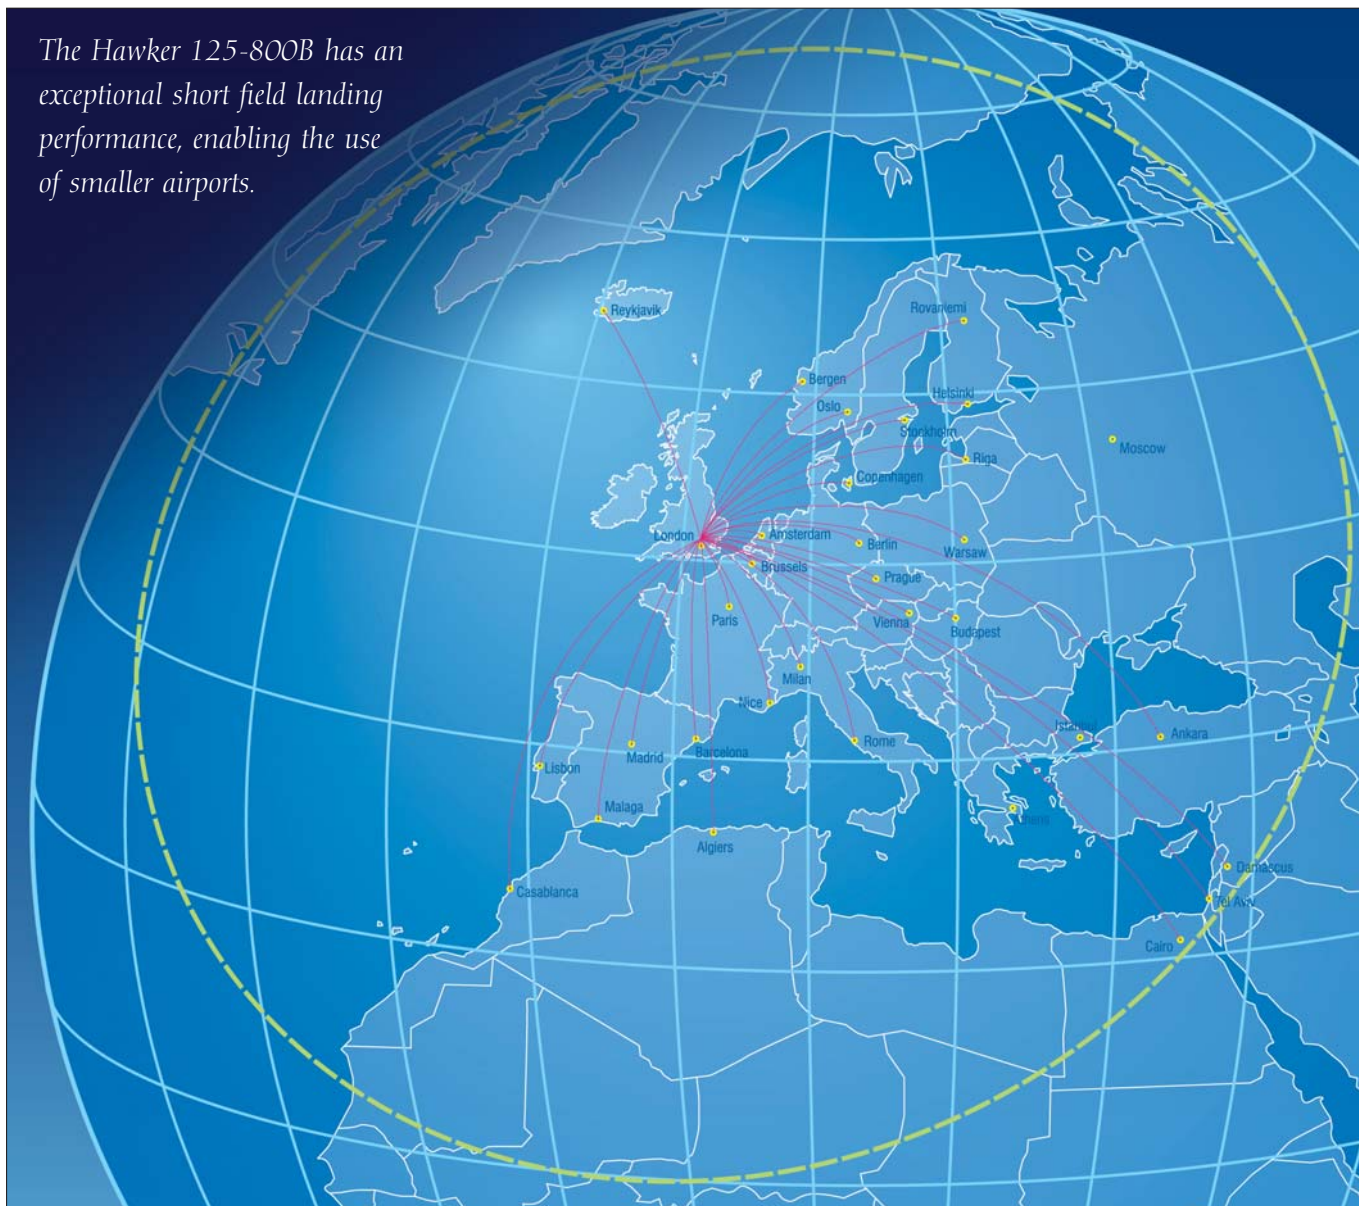 The Hawker 125-800B has an
exceptional short field landing
performance, enabling the use
of smaller airports.
Reykjavik
Rovaniemi
Bergen
Helsinki
Oslo
Stockholm
Moscow
Riga
Copenhagen
London
Amsterdam
Berlin
Warsaw
Brussels
Prague
Paris
Vienna
Budapest
Milan
Nice
Istanbul
Ankara
Madrid
Barcelona
Rome
Lisbon
Malaga
Athens
Algiers
Damascus
Casablanca
Tel Aviv
Cairo